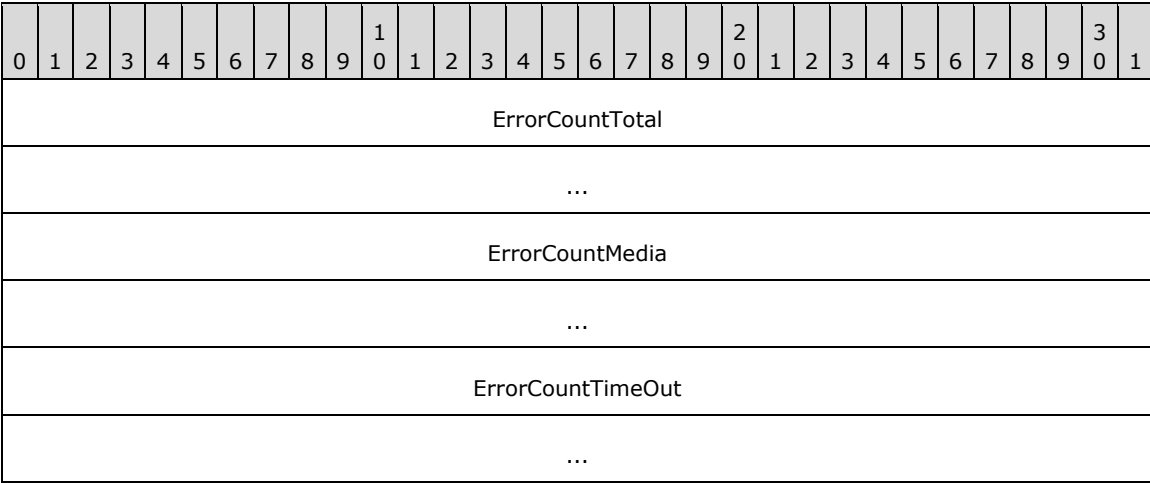 0 1 2 3 4 5 6 7 8 9 1 0 1 2 3 4 5 6 7 8 9 2 0 1 2 3 4 5 6 7 8 9 3 0 1
ErrorCountTotal
...
ErrorCountMedia
...
ErrorCountTimeOut
...